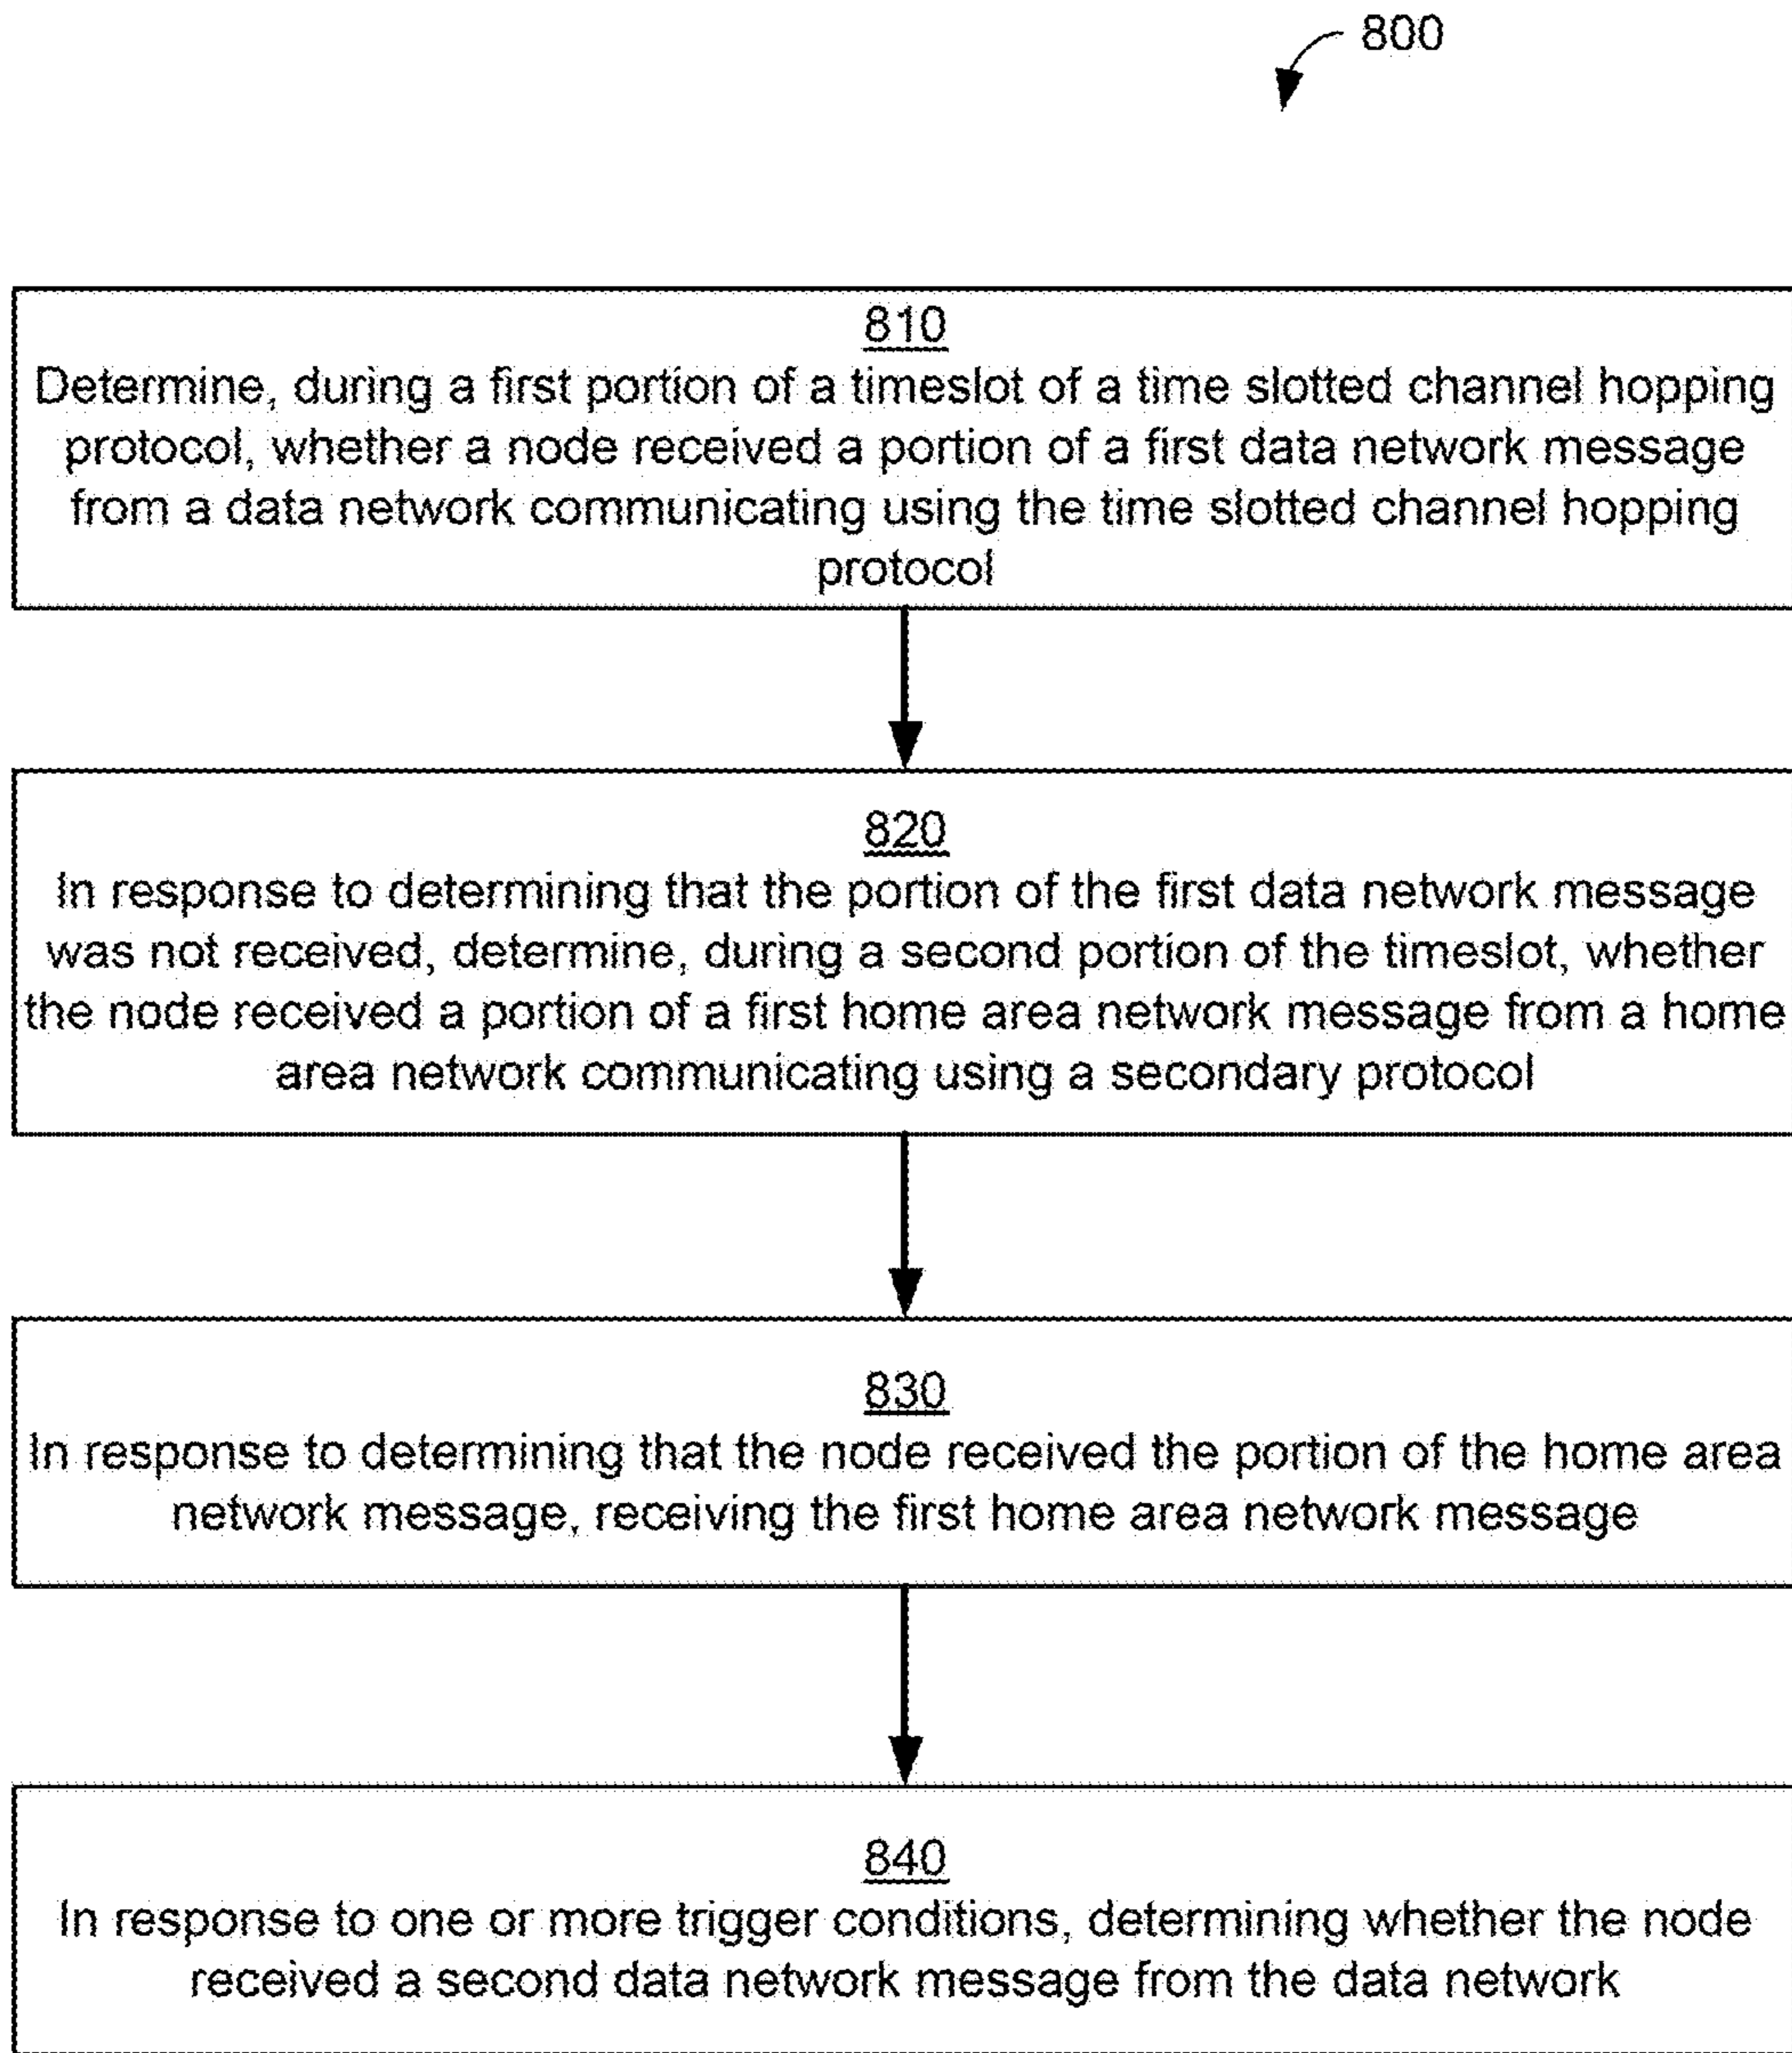 800
810
Determine, during a first portion of a timeslot of a time slotted channel hopping
protocol, whether a node received a portion of a first data network message
from a data network communicating using the time slotted channel hopping
protocol
820
In response to determining that the portion of the first data network message
was not received, determine, during a second portion of the timeslot, whether
the node received a portion of a first home area network message from a home
area network communicating using a secondary protocol
830
In response to determining that the node received the portion of the home area
network message, receiving the first home area network message
840
In response to one or more trigger conditions, determining whether the node
received a second data network message from the data network